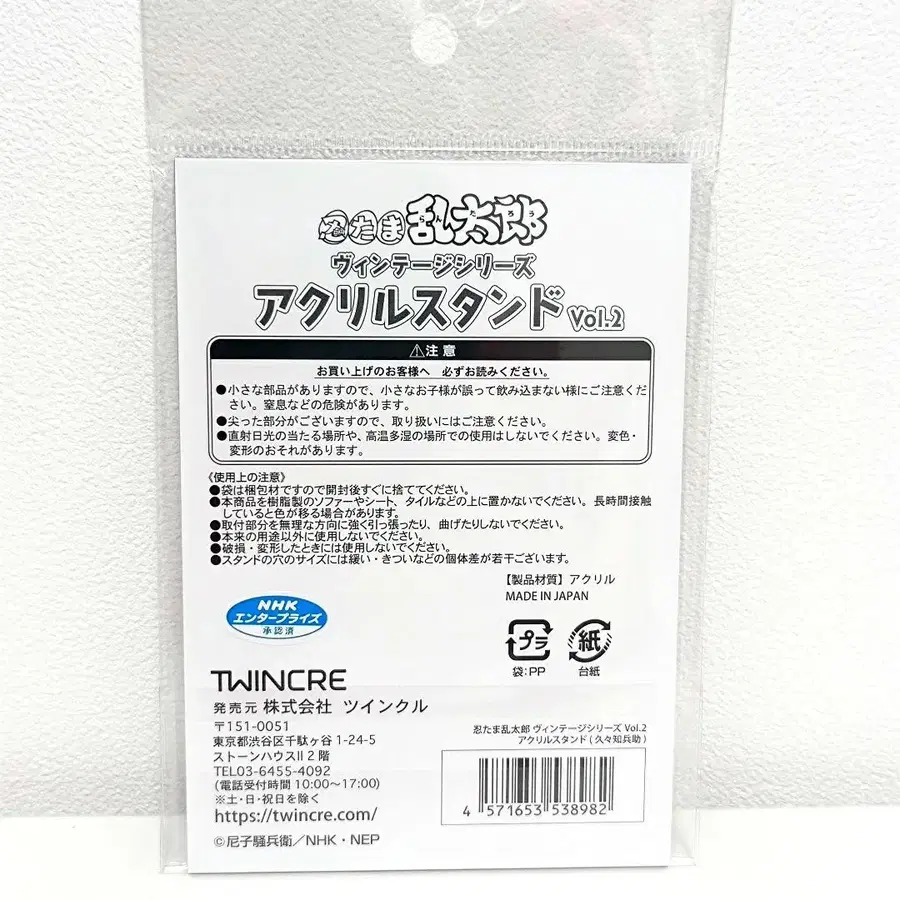 忍たま乱太郎
らんたろう
ヴィンテージシリーズ
アクリルスタンド Vol.2
⚠注意
お買い上げのお客様へ 必ずお読みください。
●小さな部品がありますので、小さなお子様が誤って飲み込まない様にご注意くだ
さい。窒息などの危険があります。
●尖った部分がございますので、取り扱いにはご注意ください。
●直射日光の当たる場所や、高温多湿の場所での使用はしないでください。変色・
変形のおそれがあります。
《使用上の注意》
●袋は梱包材ですので開封後すぐに捨ててください。
●本商品を樹脂製のソファーやシート、タイルなどの上に置かないでください。長時間接触
していると色が移る場合があります。
●取付部分を無理な方向に強く引っ張ったり、曲げたりしないでください。
●本来の用途以外に使用しないでください。
●破損・変形したときには使用しないでください。
●スタンドの穴のサイズには緩い・きついなどの個体差が若干ございます。
【製品材質】アクリル
MADE IN JAPAN
NHK
エンタープライズ
承認済
プラ
袋:PP
紙
台紙
TWINCRE
発売元 株式会社 ツインクル
〒151-0051
東京都渋谷区千駄ヶ谷 1-24-5
ストーンハウスII 2 階
TEL03-6455-4092
(電話受付時間 10:00〜17:00)
※土・日・祝日を除く
https://twincre.com/
©尼子騒兵衛/NHK・NEP
忍たま乱太郎 ヴィンテージシリーズ Vol.2
アクリルスタンド ( 久々知兵助 )
4 571653 538982